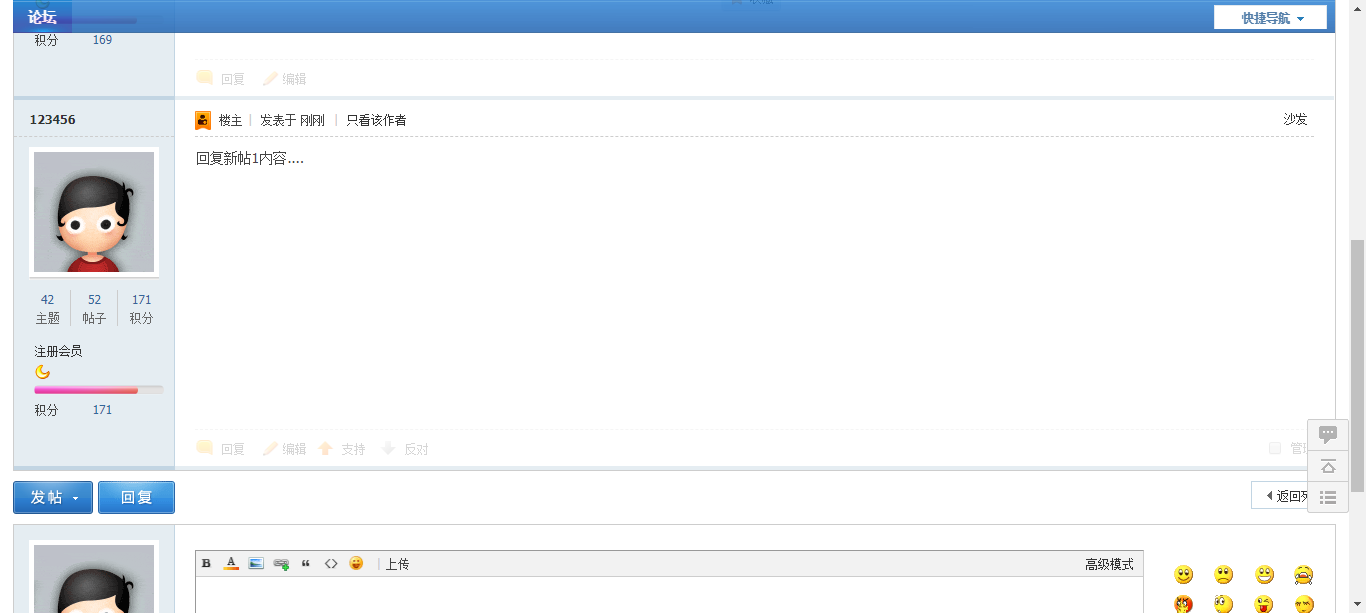 论坛
快捷导航
积分 169
回复 编辑
123456
楼主 发表于 刚刚 只看该作者
沙发
回复新帖1内容....
42 52 171
主题 帖子 积分
注册会员
积分 171
回复 编辑 支持 反对
发帖 回复
返回
B A “ <> 上传
高级模式